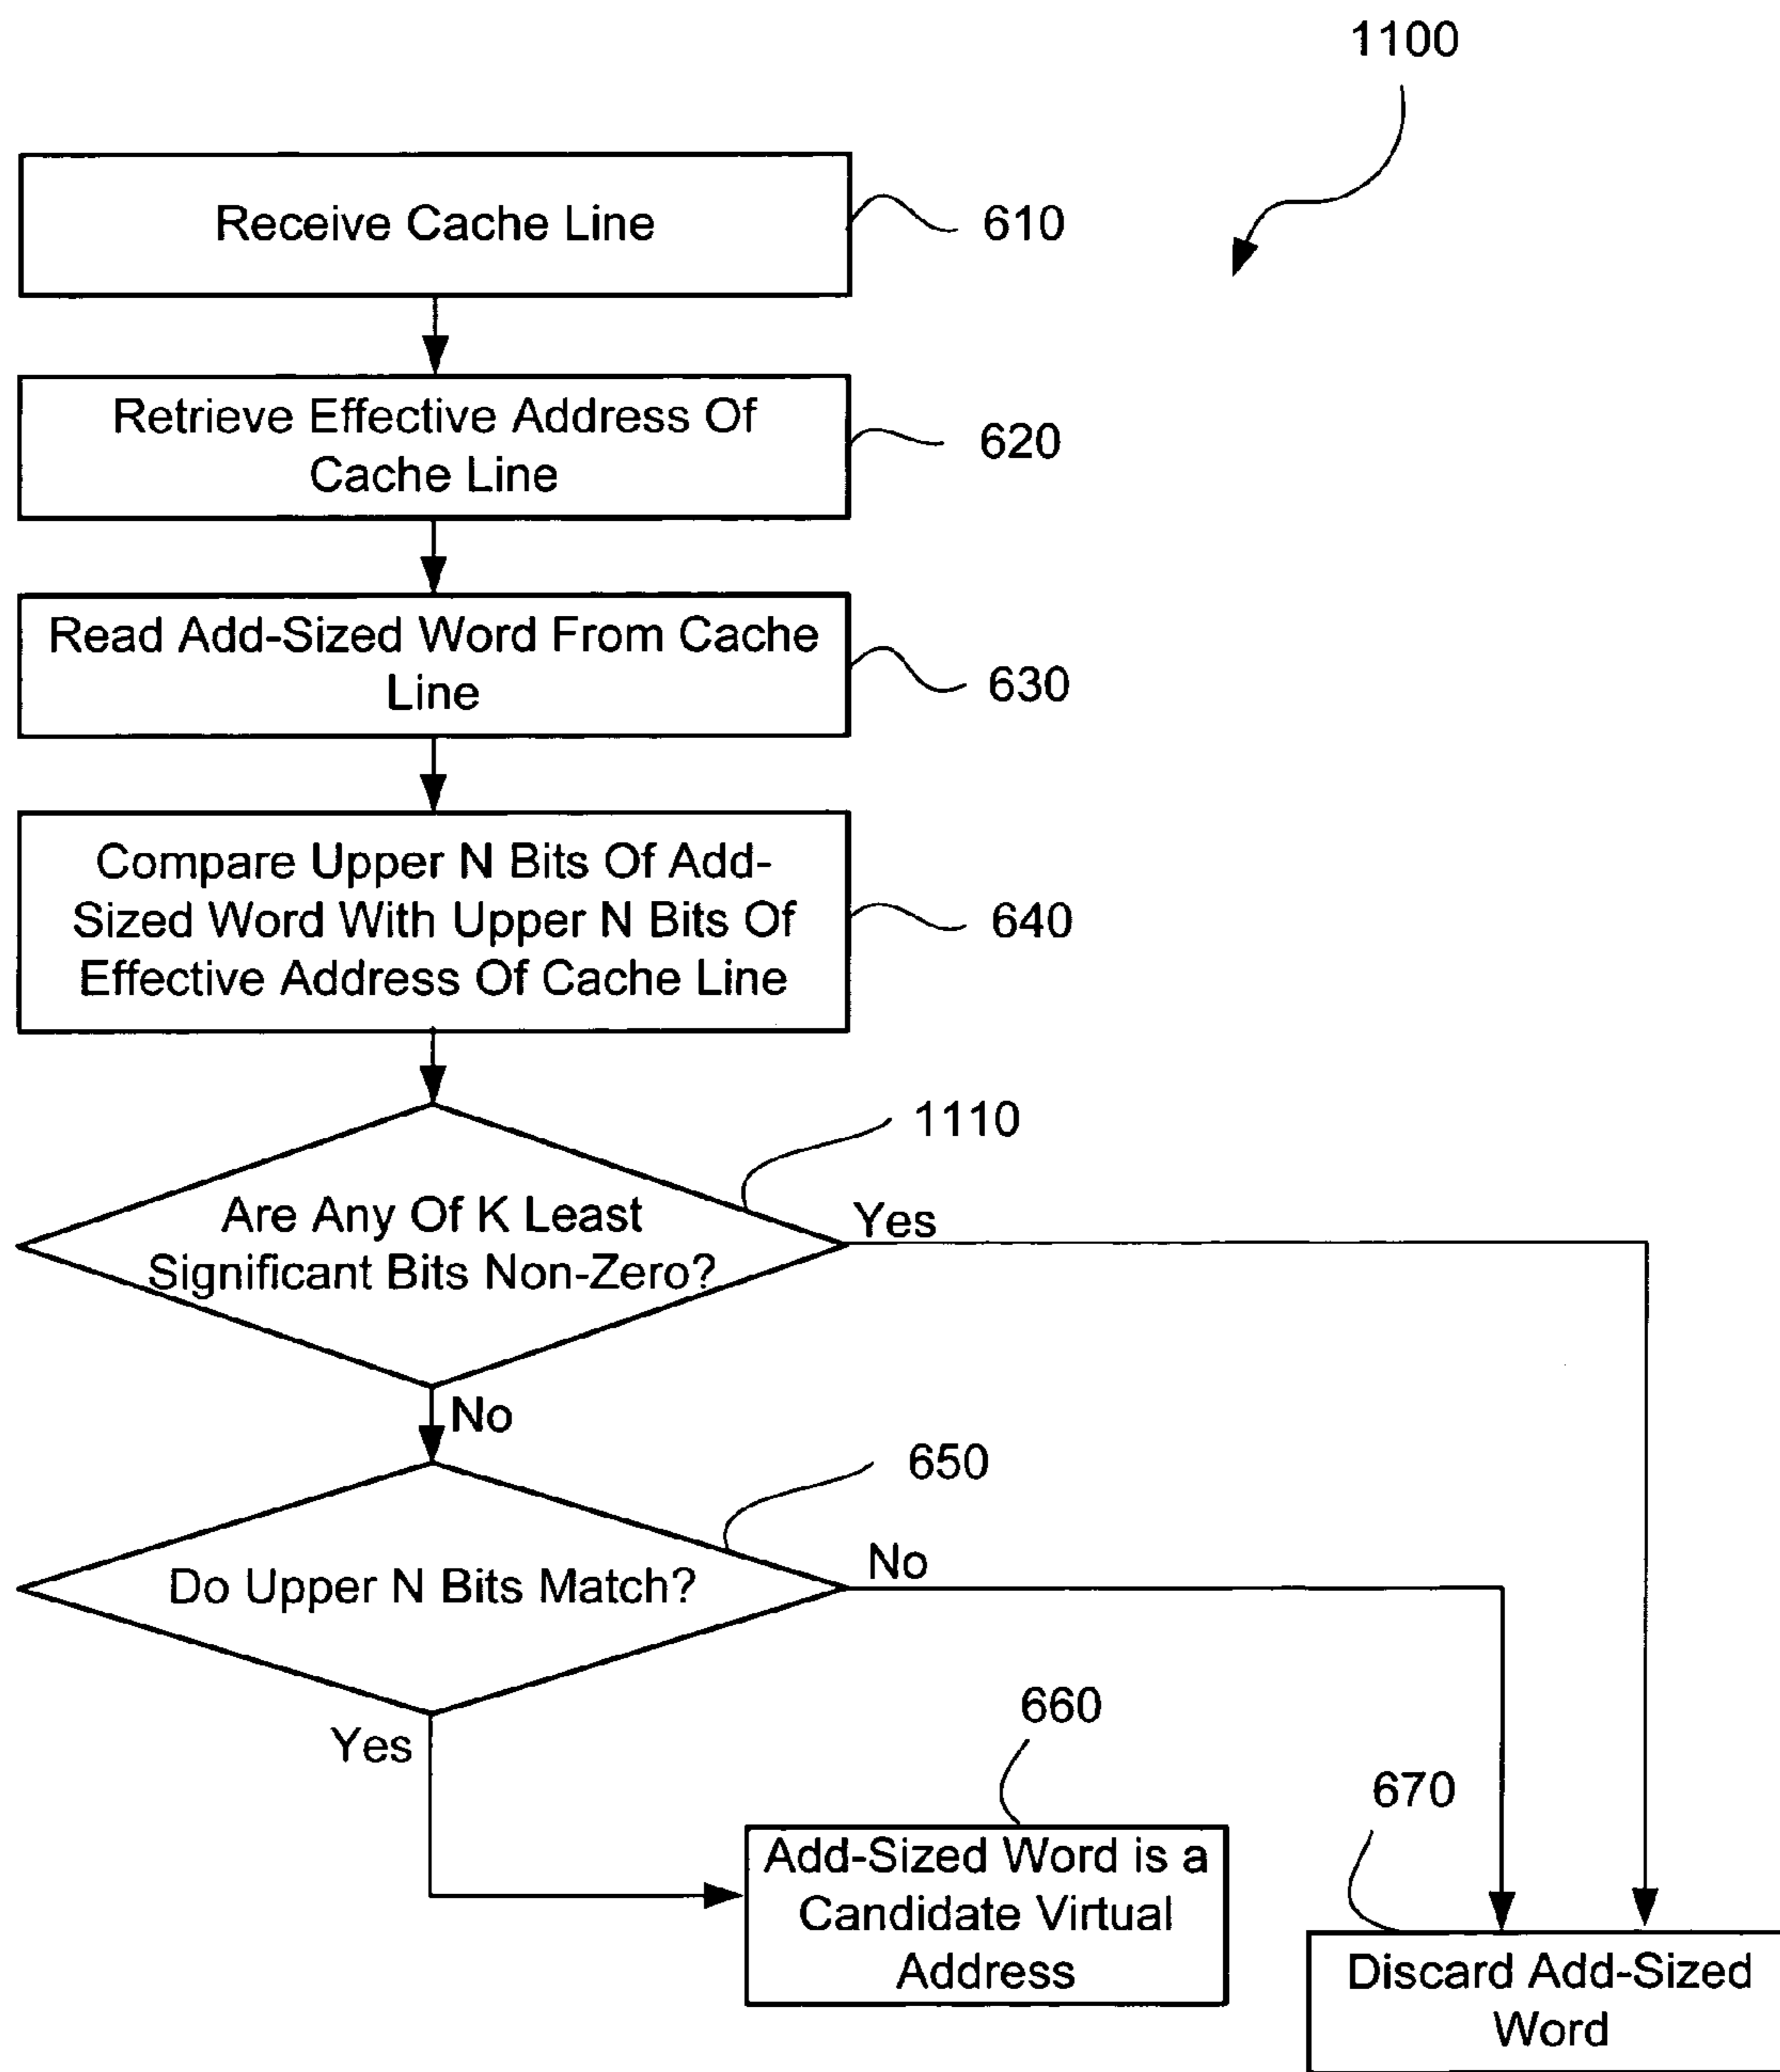 1100
Receive Cache Line
610
Retrieve Effective Address Of
Cache Line
620
Read Add-Sized Word From Cache
Line
630
Compare Upper N Bits Of Add-
Sized Word With Upper N Bits Of
Effective Address Of Cache Line
640
1110
Are Any Of K Least
Significant Bits Non-Zero?
Yes
No
650
Do Upper N Bits Match?
No
Yes
660
Add-Sized Word is a
Candidate Virtual
Address
670
Discard Add-Sized
Word